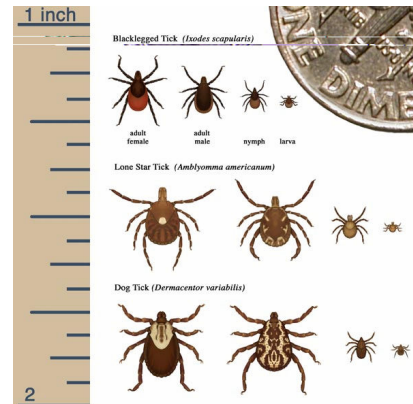 1 inch
Blacklegged Tick (Ixodes scapularis)
ONE DIME
adult female
adult male
nymph
larva
Lone Star Tick (Amblyomma americanum)
Dog Tick (Dermacentor variabilis)
2